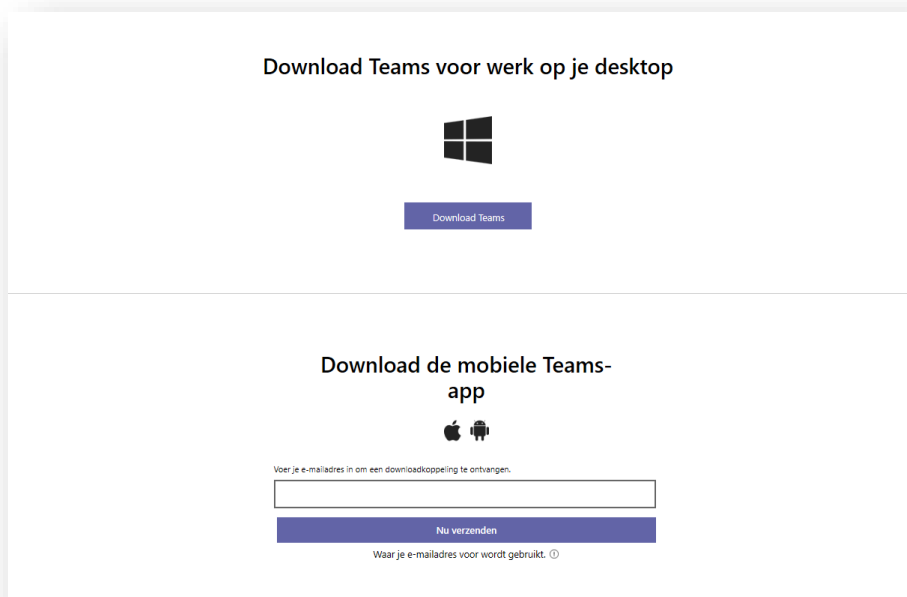 Download Teams voor werk op je desktop
Download Teams
Download de mobiele Teams-
app
Voer je e-mailadres in om een downloadkoppeling te ontvangen.
Nu verzenden
Waar je e-mailadres voor wordt gebruikt.